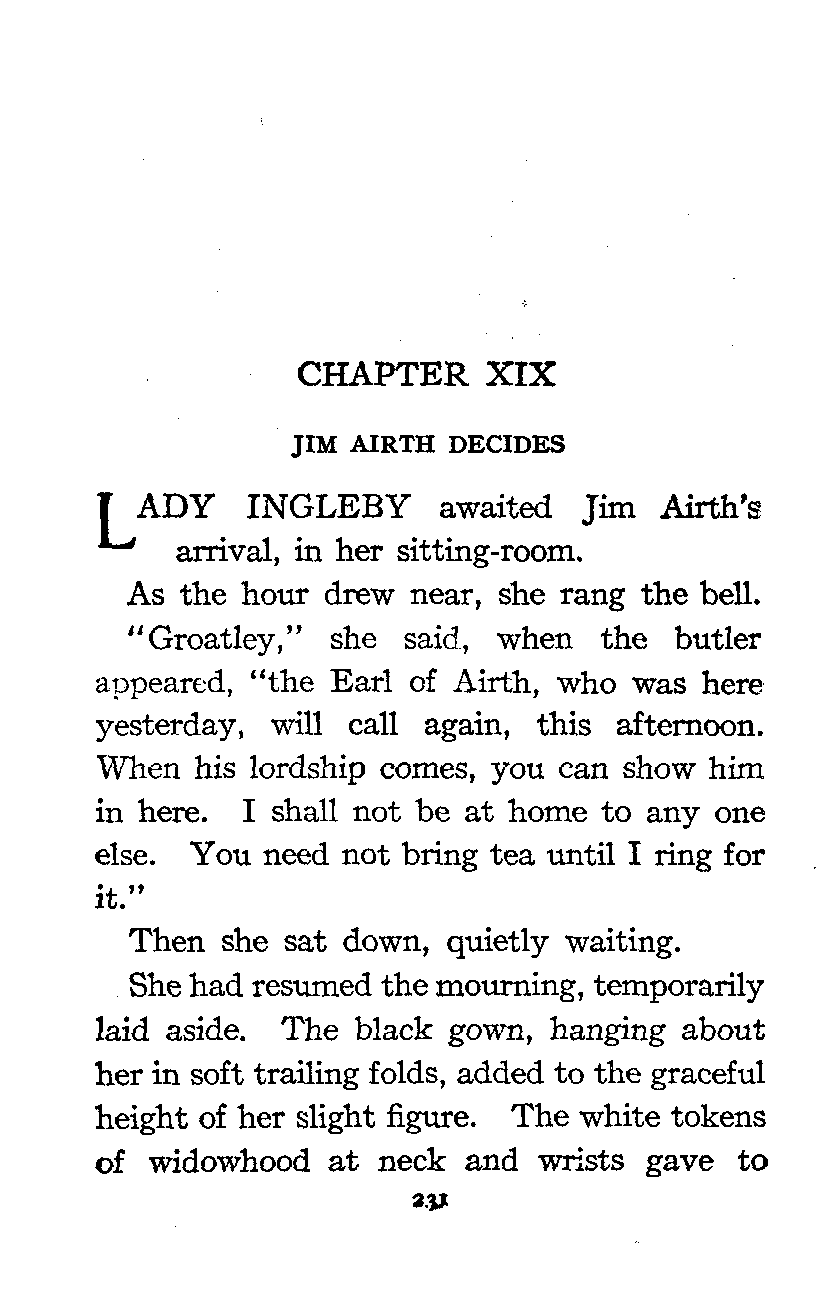 CHAPTER XIX
JIM AIRTH DECIDES
LADY INGLEBY awaited Jim Airth's
arrival, in her sitting-room.
As the hour drew near, she rang the bell.
"Groatley," she said, when the butler
appeared, "the Earl of Airth, who was here
yesterday, will call again, this afternoon.
When his lordship comes, you can show him
in here. I shall not be at home to any one
else. You need not bring tea until I ring for
it."
Then she sat down, quietly waiting.
She had resumed the mourning, temporarily
laid aside. The black gown, hanging about
her in soft trailing folds, added to the graceful
height of her slight figure. The white tokens
of widowhood at neck and wrists gave to
231